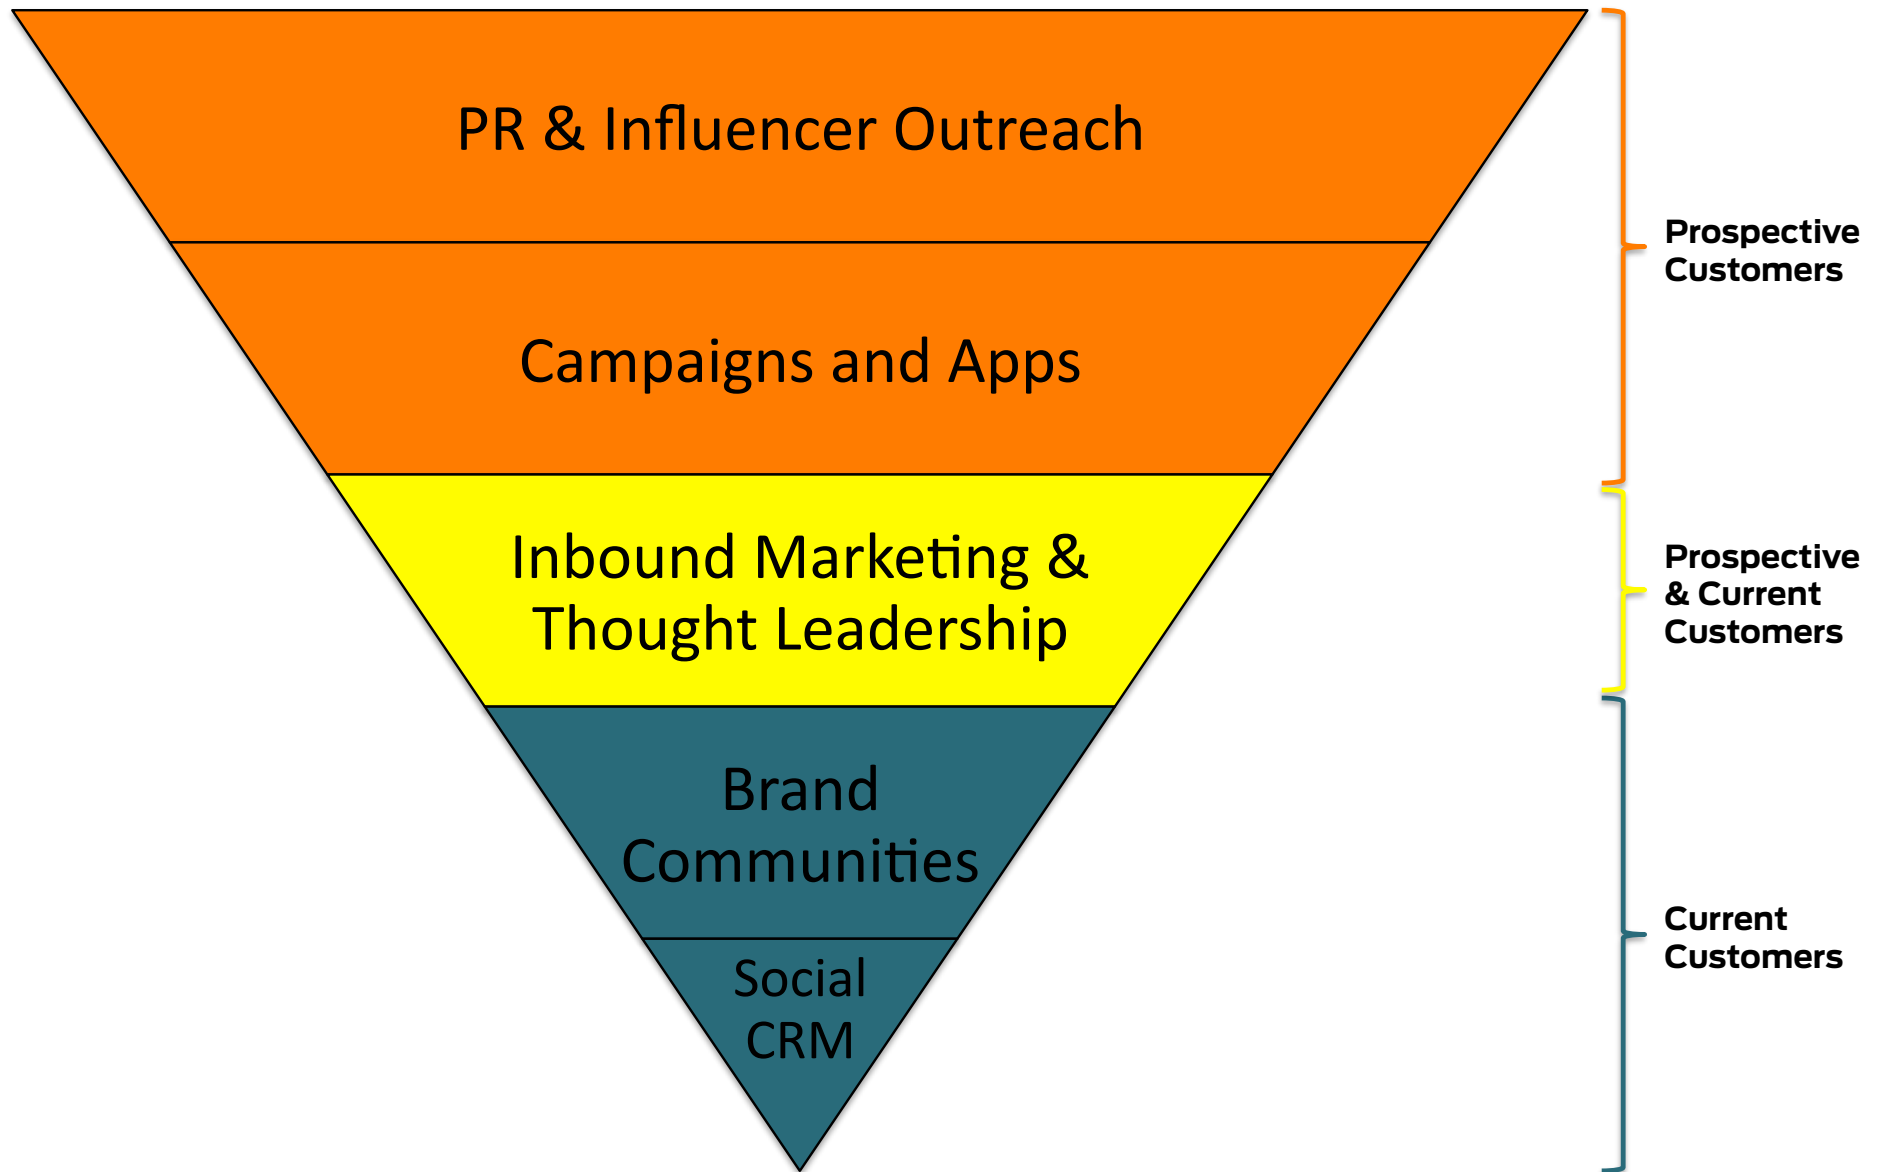 PR & Influencer Outreach
Prospective
Customers
Campaigns and Apps
Inbound Marketing &
Thought Leadership
Prospective
& Current
Customers
Brand
Communities
Current
Customers
Social
CRM